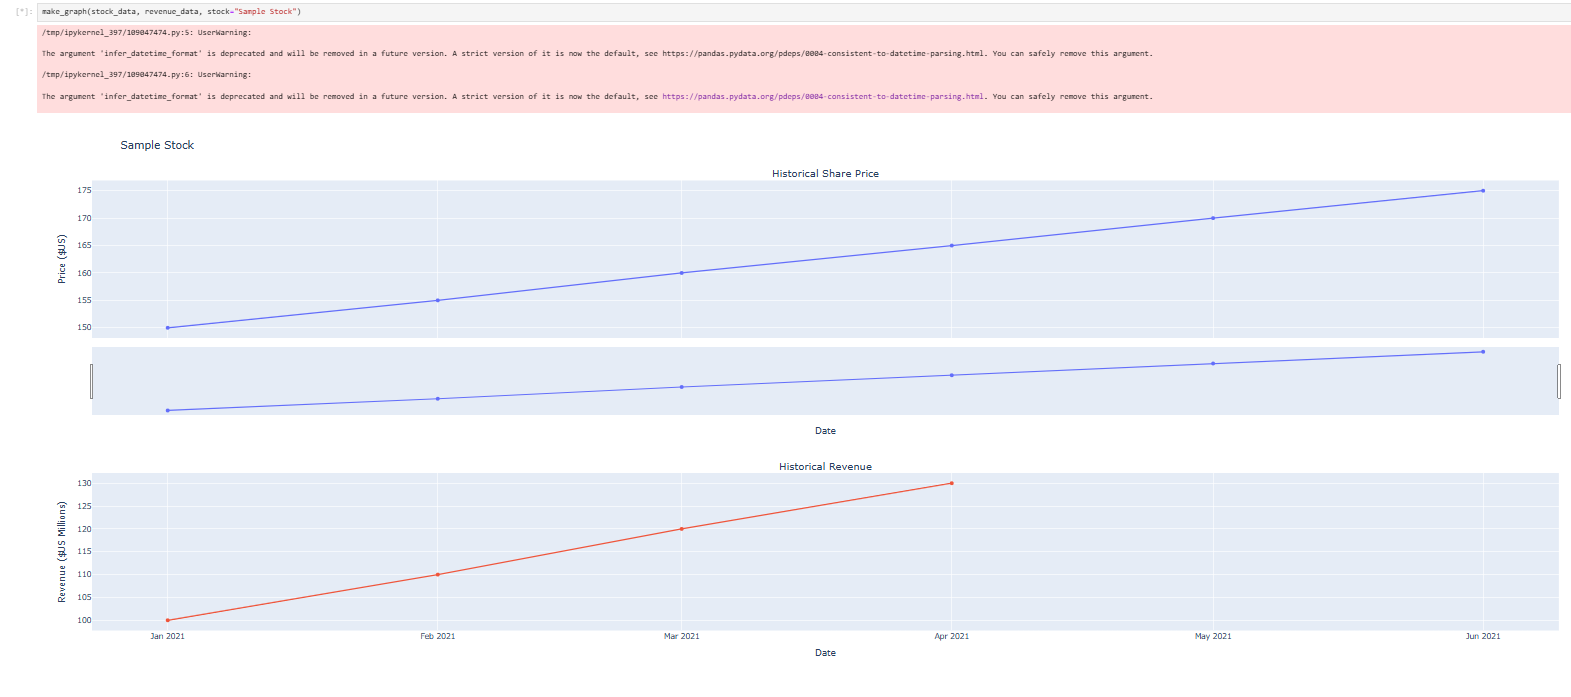 [*]: make_graph(stock_data, revenue_data, stock="Sample Stock")
/tmp/ipykernel_397/109047474.py:5: UserWarning:
The argument 'infer_datetime_format' is deprecated and will be removed in a future version. A strict version of it is now the default, see https://pandas.pydata.org/pdeps/0004-consistent-to-datetime-parsing.html. You can safely remove this argument.
/tmp/ipykernel_397/109047474.py:6: UserWarning:
The argument 'infer_datetime_format' is deprecated and will be removed in a future version. A strict version of it is now the default, see https://pandas.pydata.org/pdeps/0004-consistent-to-datetime-parsing.html. You can safely remove this argument.
Sample Stock
Historical Share Price
Price ($US)
175
170
165
160
155
150
Date
Historical Revenue
Revenue ($US Millions)
130
125
120
115
110
105
100
Jan 2021 Feb 2021 Mar 2021 Apr 2021 May 2021 Jun 2021
Date